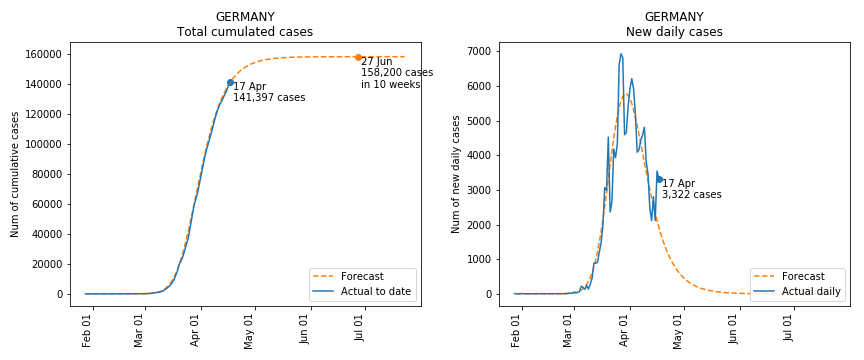 GERMANY
Total cumulated cases
Num of cumulative cases
160000
140000
120000
100000
80000
60000
40000
20000
0
27 Jun
158,200 cases
in 10 weeks
17 Apr
141,397 cases
Forecast
Actual to date
Feb 01
Mar 01
Apr 01
May 01
Jun 01
Jul 01
GERMANY
New daily cases
Num of new daily cases
7000
6000
5000
4000
3000
2000
1000
0
17 Apr
3,322 cases
Forecast
Actual daily
Feb 01
Mar 01
Apr 01
May 01
Jun 01
Jul 01